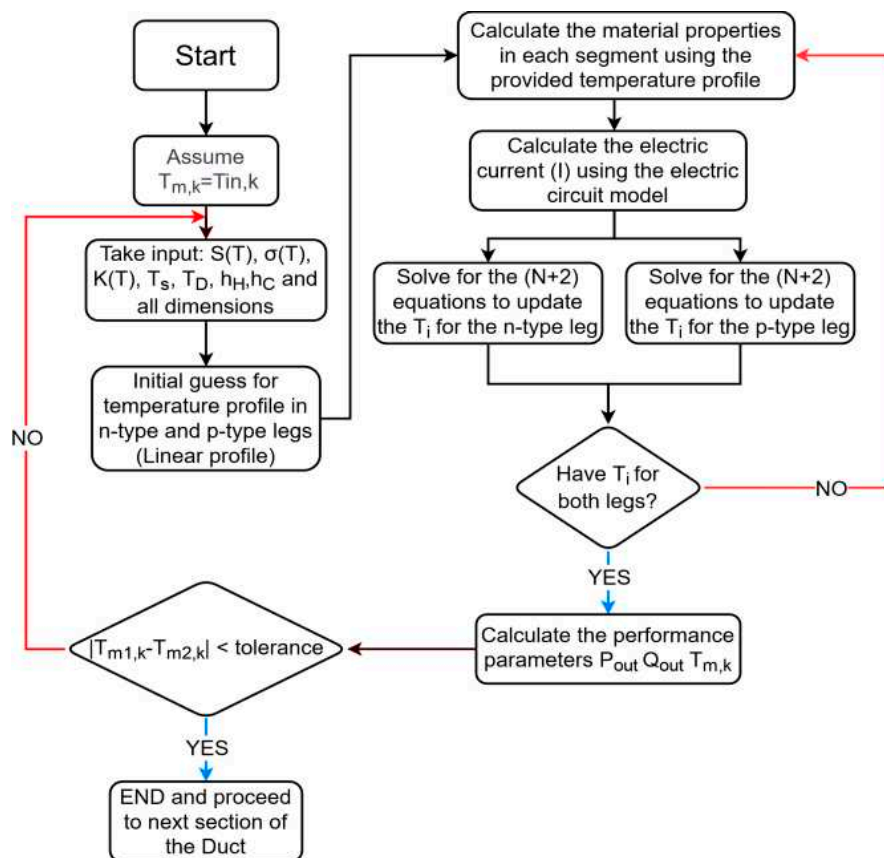 Start
Assume
Tm,k=Tin,k
Take input: S(T), σ(T),
K(T), Ts, TD, hH,hC and
all dimensions
Initial guess for
temperature profile in
n-type and p-type legs
(Linear profile)
Calculate the material properties
in each segment using the
provided temperature profile
Calculate the electric
current (I) using the electric
circuit model
Solve for the (N+2)
equations to update
the Ti for the n-type leg
Solve for the (N+2)
equations to update
the Ti for the p-type leg
Have Ti for
both legs?
NO
YES
Calculate the performance
parameters Pout Qout Tm,k
|Tm1,k-Tm2,k| < tolerance
NO
YES
END and proceed
to next section of
the Duct